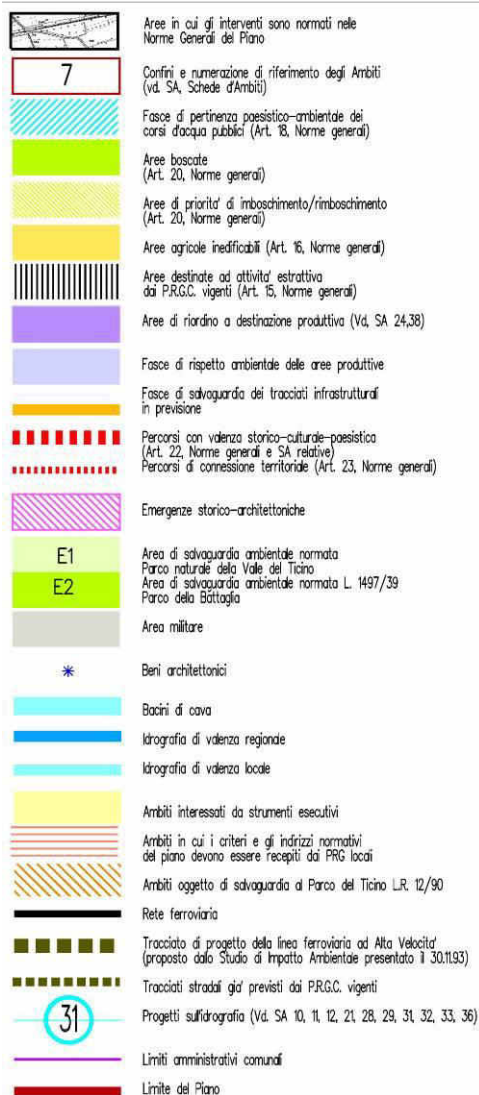 Aree in cui gli interventi sono normati nelle
Norme Generali del Piano
7
Confini e numerazione di riferimento degli Ambiti
(vd. SA, Schede d'Ambiti)
Fasce di pertinenza paesistico-ambientale dei
corsi d'acqua pubblici (Art. 18, Norme generali)
Aree boscate
(Art. 20, Norme generali)
Aree di priorita' di imboschimento/rimboschimento
(Art. 20, Norme generali)
Aree agricole inedificabili (Art. 16, Norme generali)
Aree destinate ad attivita' estrattiva
dai P.R.G.C. vigenti (Art. 15, Norme generali)
Aree di riordino a destinazione produttiva (Vd. SA 24,38)
Fasce di rispetto ambientale delle aree produttive
Fasce di salvaguardia dei tracciati infrastrutturali
in previsione
Percorsi con valenza storico-culturale-paesistica
(Art. 22, Norme generali e SA relative)
Percorsi di connessione territoriale (Art. 23, Norme generali)
Emergenze storico-architettoniche
E1
Area di salvaguardia ambientale normata
Parco naturale della Valle del Ticino
E2
Area di salvaguardia ambientale normata L. 1497/39
Parco della Battaglia
Area militare
Beni architettonici
Bacini di cava
Idrografia di valenza regionale
Idrografia di valenza locale
Ambiti interessati da strumenti esecutivi
Ambiti in cui i criteri e gli indirizzi normativi
del piano devono essere recepiti dai PRG locali
Ambiti oggetto di salvaguardia al Parco del Ticino L.R. 12/90
Rete ferroviaria
Tracciato di progetto della linea ferroviaria ad Alta Velocita'
(proposto dallo Studio di Impatto Ambientale presentato il 30.11.93)
Tracciati stradali gia' previsti dai P.R.G.C. vigenti
31
Progetti sull'idrografia (Vd. SA 10, 11, 12, 21, 28, 29, 31, 32, 33, 36)
Limiti amministrativi comunali
Limite del Piano